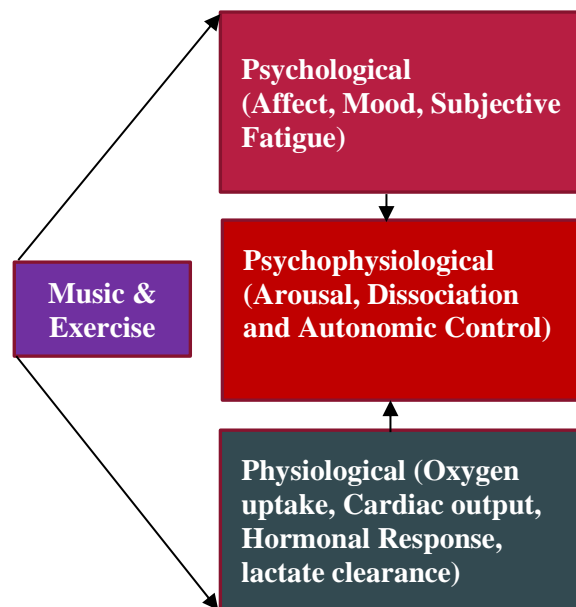 Psychological
(Affect, Mood, Subjective
Fatigue)
Psychophysiological
(Arousal, Dissociation
and Autonomic Control)
Music &
Exercise
Physiological (Oxygen
uptake, Cardiac output,
Hormonal Response,
lactate clearance)